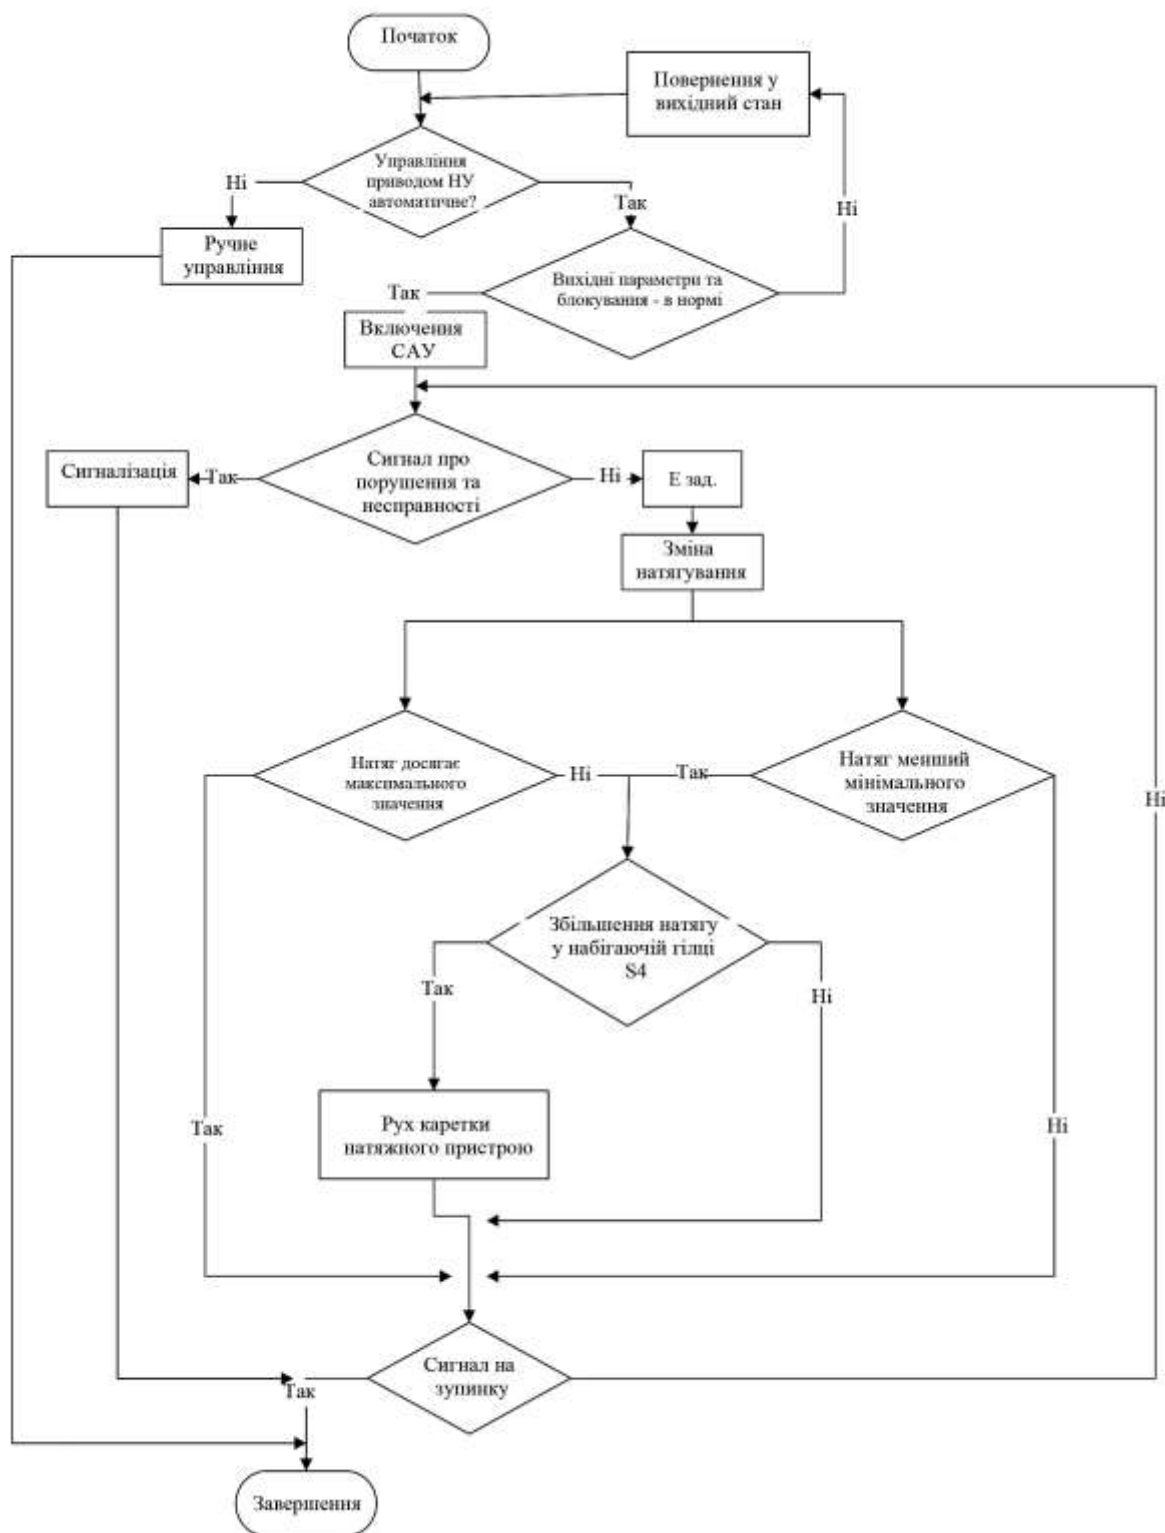 Початок
Повернення у
вихідний стан
Управління
приводом НУ
автоматичне?
Ні
Так
Ні
Ручне
управління
Вихідні параметри та
блокування - в нормі
Так
Включення
САУ
Сигнал про
порушення та
несправності
Сигналізація
Так
Ні
Е зад.
Зміна
натягування
Натяг досягає
максимального
значення
Ні
Так
Натяг менший
мінімального
значення
Ні
Збільшення натягу
у набігаючій гілці
S4
Так
Ні
Рух каретки
натяжного пристрою
Так
Ні
Сигнал на
зупинку
Так
Завершення